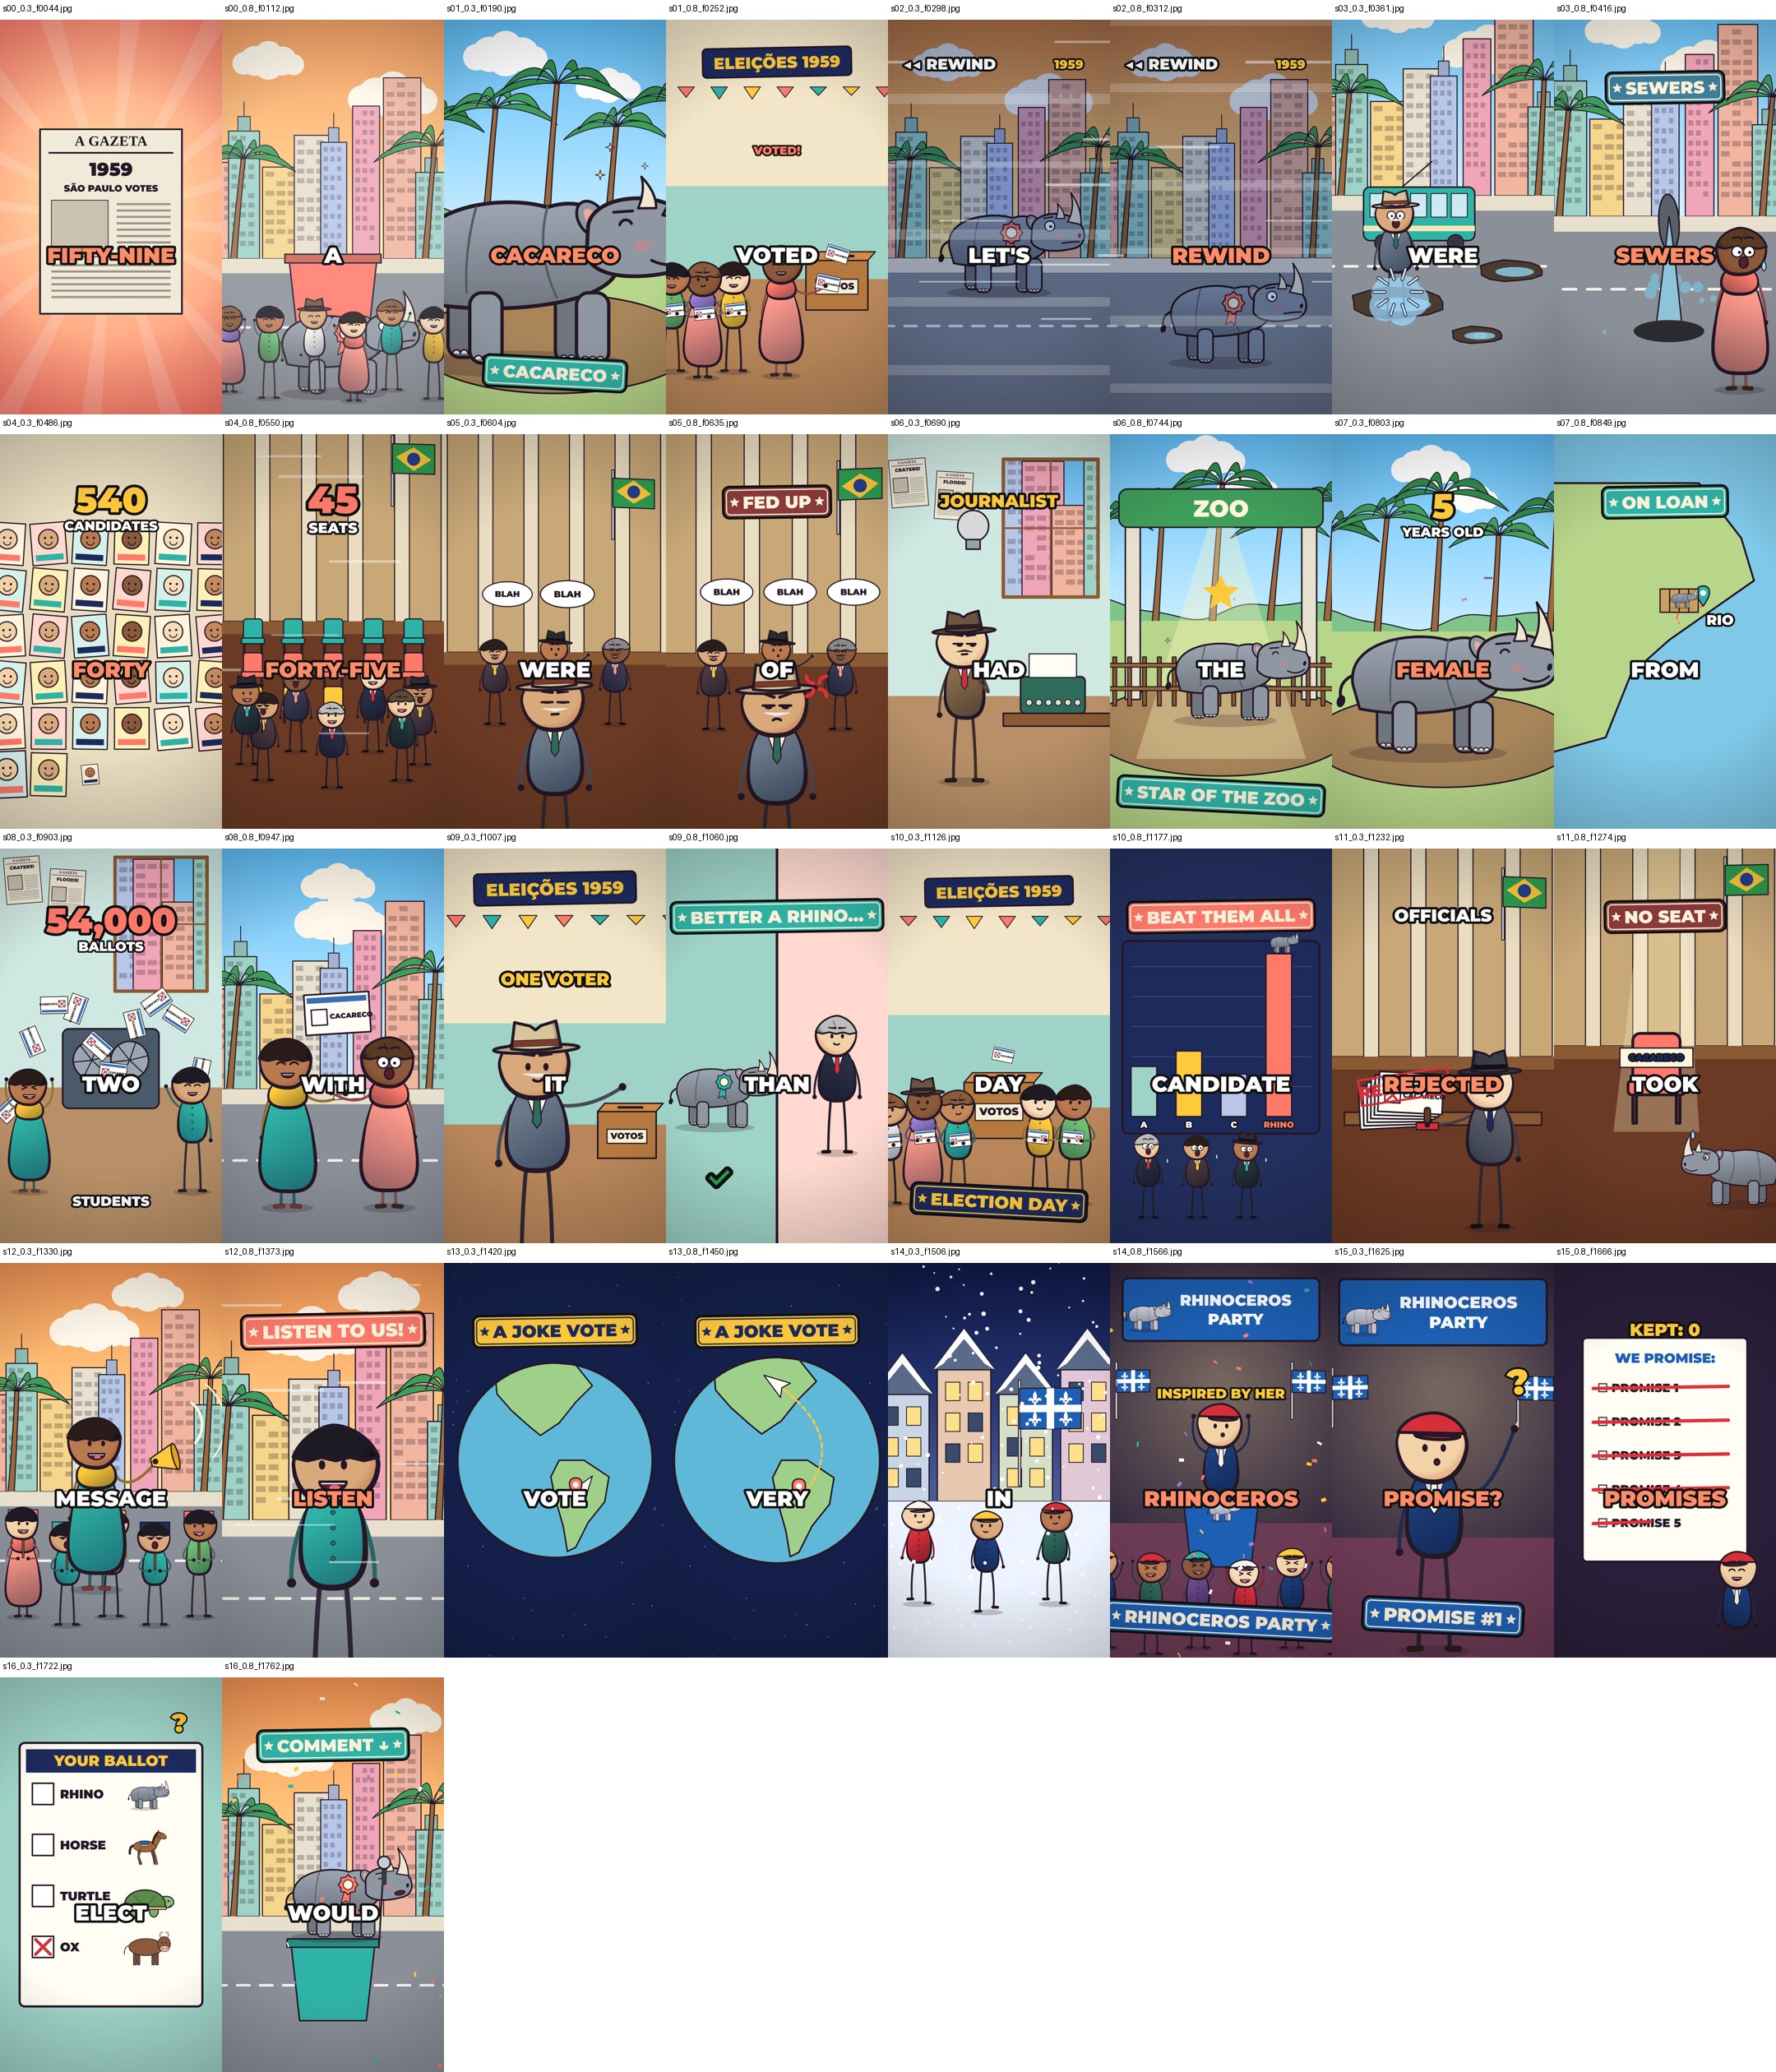 s00_0.3_f0044.jpg
s00_0.8_f0112.jpg
s01_0.3_f0190.jpg
s01_0.8_f0252.jpg
s02_0.3_f0298.jpg
s02_0.8_f0312.jpg
s03_0.3_f0361.jpg
s03_0.8_f0416.jpg
A GAZETA
1959
SÃO PAULO VOTES
FIFTY-NINE
A
CACARECO
★ CACARECO ★
ELEIÇÕES 1959
VOTED!
VOTED
OS
◄◄ REWIND
1959
LET'S
◄◄ REWIND
1959
REWIND
WERE
★ SEWERS ★
SEWERS
s04_0.3_f0486.jpg
s04_0.8_f0550.jpg
s05_0.3_f0604.jpg
s05_0.8_f0635.jpg
s06_0.3_f0690.jpg
s06_0.8_f0744.jpg
s07_0.3_f0803.jpg
s07_0.8_f0849.jpg
540
CANDIDATES
FORTY
45
SEATS
FORTY-FIVE
BLAH
BLAH
WERE
★ FED UP ★
BLAH
BLAH
BLAH
OF
A GAZETA
CRATERS!
A GAZETA
FLOODS!
JOURNALIST
HAD
ZOO
THE
★ STAR OF THE ZOO ★
5
YEARS OLD
FEMALE
★ ON LOAN ★
RIO
FROM
s08_0.3_f0903.jpg
s08_0.8_f0947.jpg
s09_0.3_f1007.jpg
s09_0.8_f1060.jpg
s10_0.3_f1126.jpg
s10_0.8_f1177.jpg
s11_0.3_f1232.jpg
s11_0.8_f1274.jpg
A GAZETA
CRATERS!
A GAZETA
FLOODS!
54,000
BALLOTS
TWO
STUDENTS
CACARECO
WITH
ELEIÇÕES 1959
ONE VOTER
IT
VOTOS
★ BETTER A RHINO... ★
THAN
ELEIÇÕES 1959
DAY
VOTOS
★ ELECTION DAY ★
★ BEAT THEM ALL ★
CANDIDATE
A
B
C
RHINO
OFFICIALS
REJECTED
CACARECO
★ NO SEAT ★
CACARECO
TOOK
s12_0.3_f1330.jpg
s12_0.8_f1373.jpg
s13_0.3_f1420.jpg
s13_0.8_f1450.jpg
s14_0.3_f1506.jpg
s14_0.8_f1566.jpg
s15_0.3_f1625.jpg
s15_0.8_f1666.jpg
MESSAGE
★ LISTEN TO US! ★
LISTEN
★ A JOKE VOTE ★
VOTE
★ A JOKE VOTE ★
VERY
IN
RHINOCEROS
PARTY
INSPIRED BY HER
RHINOCEROS
★ RHINOCEROS PARTY ★
RHINOCEROS
PARTY
?
PROMISE?
★ PROMISE #1 ★
KEPT: 0
WE PROMISE:
PROMISE 1
PROMISE 2
PROMISE 3
PROMISES
PROMISE 5
s16_0.3_f1722.jpg
s16_0.8_f1762.jpg
?
YOUR BALLOT
RHINO
HORSE
TURTLE
ELECT
OX
★ COMMENT ↓ ★
WOULD